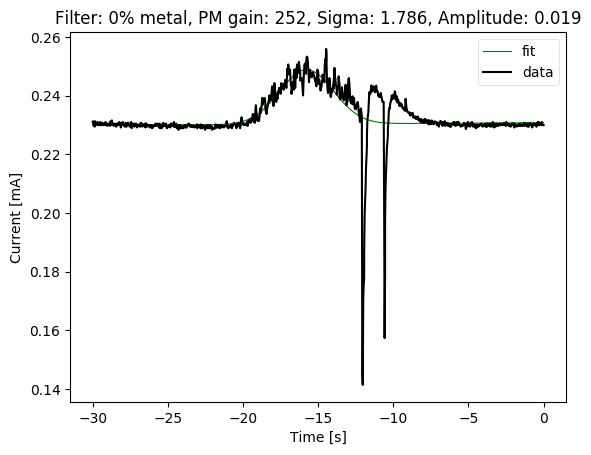 Filter: 0% metal, PM gain: 252, Sigma: 1.786, Amplitude: 0.019
0.26
0.24
0.22
0.20
0.18
0.16
0.14
Current [mA]
fit
data
−30
−25
−20
−15
−10
−5
0
Time [s]